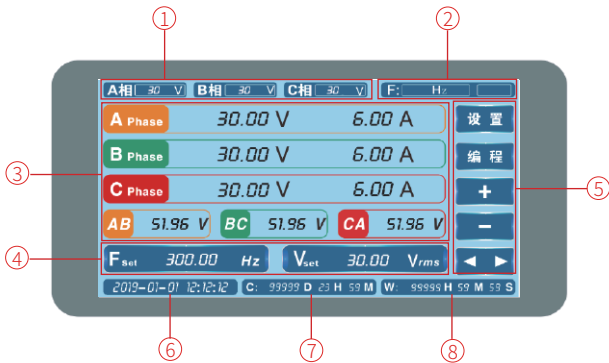 ① ②
A相 30 V B相 30 V C相 30 V F: Hz
A Phase 30.00 V 6.00 A 设置
B Phase 30.00 V 6.00 A 编程
③ C Phase 30.00 V 6.00 A + ⑤
AB 51.96 V BC 51.96 V CA 51.96 V −
④ Fset 300.00 Hz Vset 30.00 Vrms ◀ ▶
2019-01-01 12:12:12 C: 99999 D 23 H 59 M W: 99999 H 59 M 59 S
⑥ ⑦ ⑧